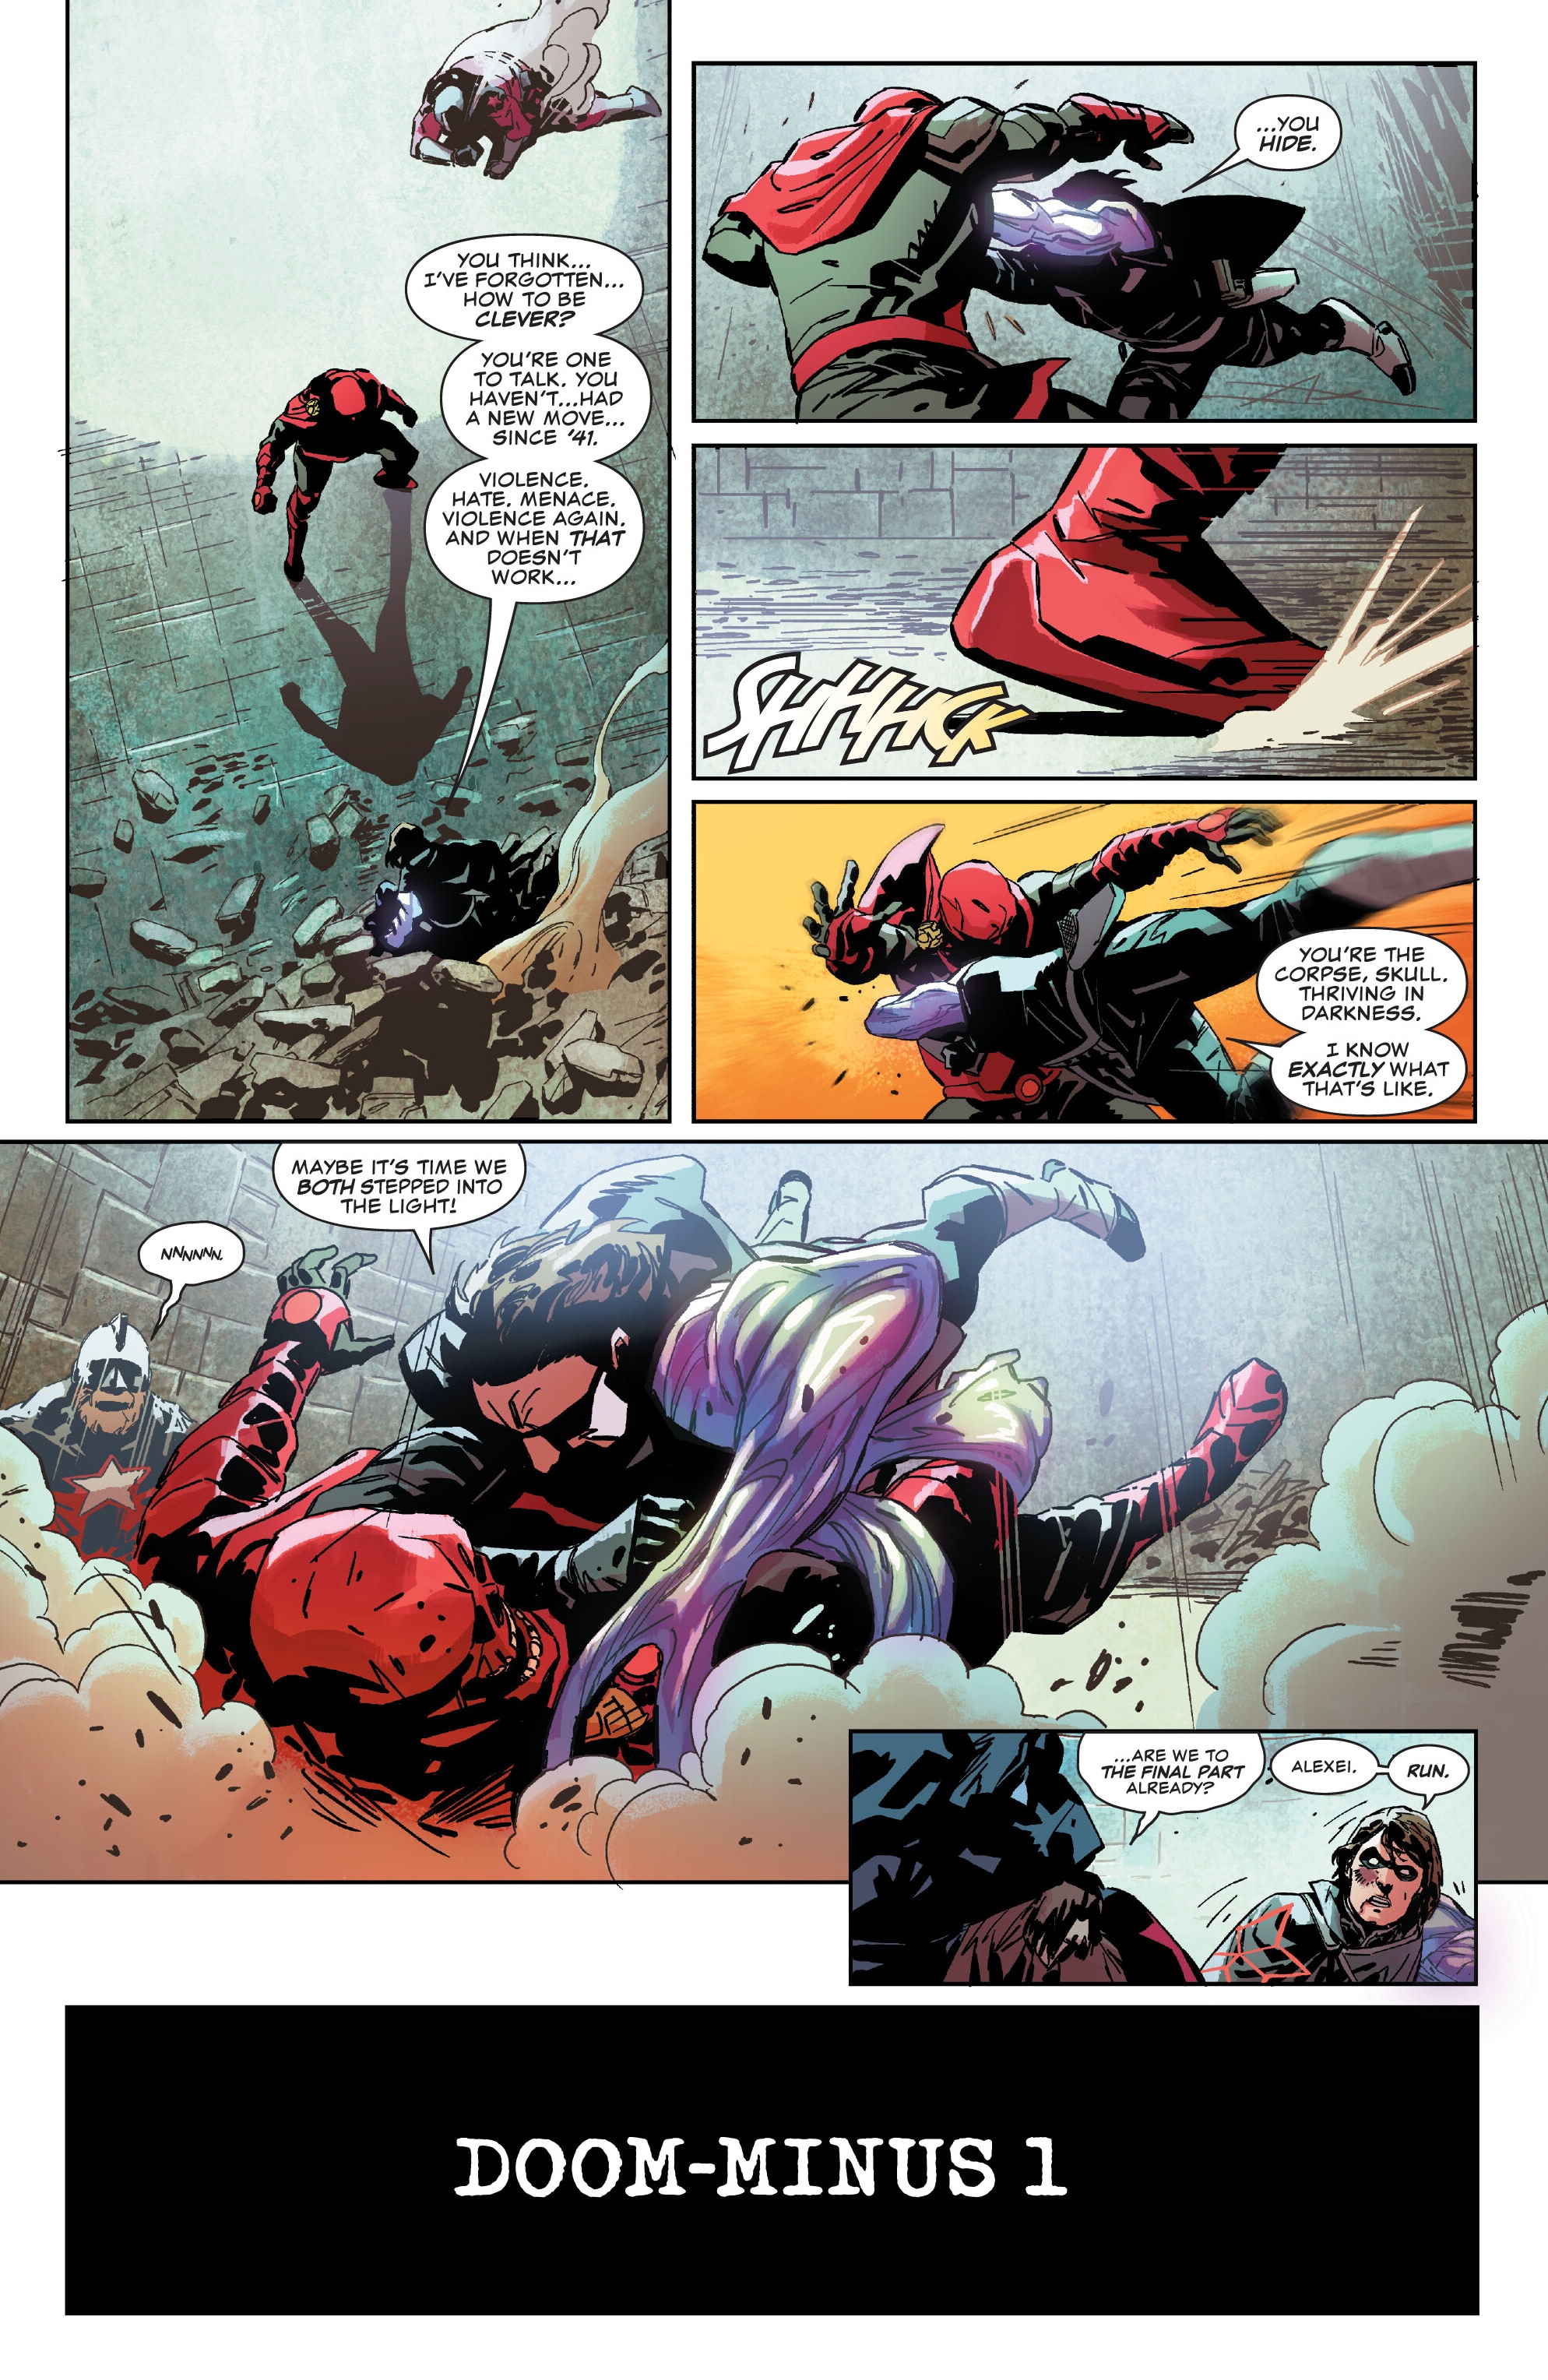 YOU THINK...
I'VE FORGOTTEN...
HOW TO BE
CLEVER?
YOU'RE ONE
TO TALK. YOU
HAVEN'T...HAD
A NEW MOVE...
SINCE '41.
VIOLENCE.
HATE. MENACE.
VIOLENCE AGAIN.
AND WHEN THAT
DOESN'T
WORK...
...YOU
HIDE.
SHHHCK
YOU'RE THE
CORPSE, SKULL.
THRIVING IN
DARKNESS.
I KNOW
EXACTLY WHAT
THAT'S LIKE.
MAYBE IT'S TIME WE
BOTH STEPPED INTO
THE LIGHT!
NNNNNN.
...ARE WE TO
THE FINAL PART
ALREADY?
ALEXEI.
RUN.
DOOM-MINUS 1